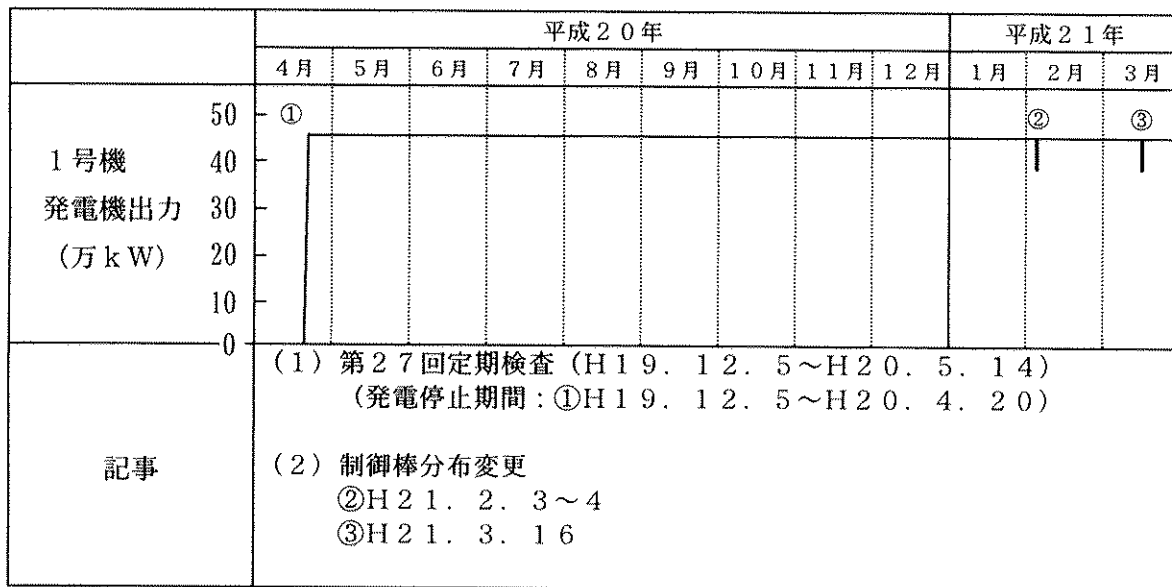 平成２０年 平成２１年
４月 ５月 ６月 ７月 ８月 ９月 １０月 １１月 １２月 １月 ２月 ３月
１号機
発電機出力
（万ｋＷ）
50
40
30
20
10
0
① ② ③
記事
（１）第２７回定期検査（Ｈ１９．１２．５～Ｈ２０．５．１４）
（発電停止期間：①Ｈ１９．１２．５～Ｈ２０．４．２０）
（２）制御棒分布変更
②Ｈ２１．２．３～４
③Ｈ２１．３．１６